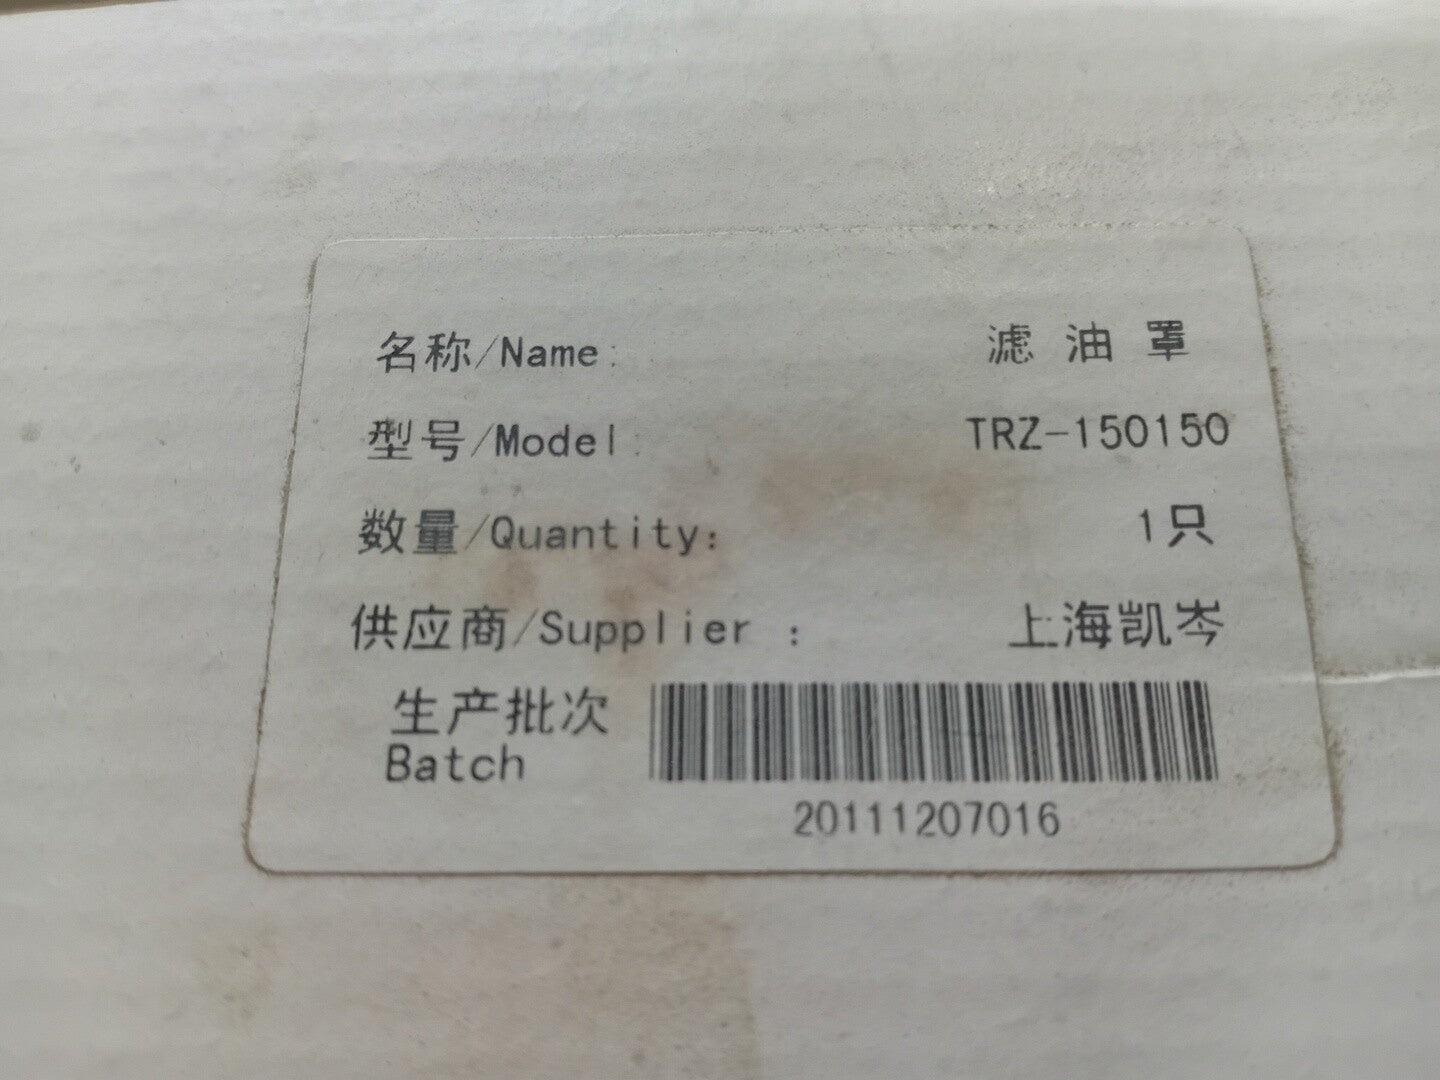 名称/Name: 滤油罩
型号/Model: TRZ-150150
数量/Quantity: 1只
供应商/Supplier : 上海凯岑
生产批次
Batch
20111207016